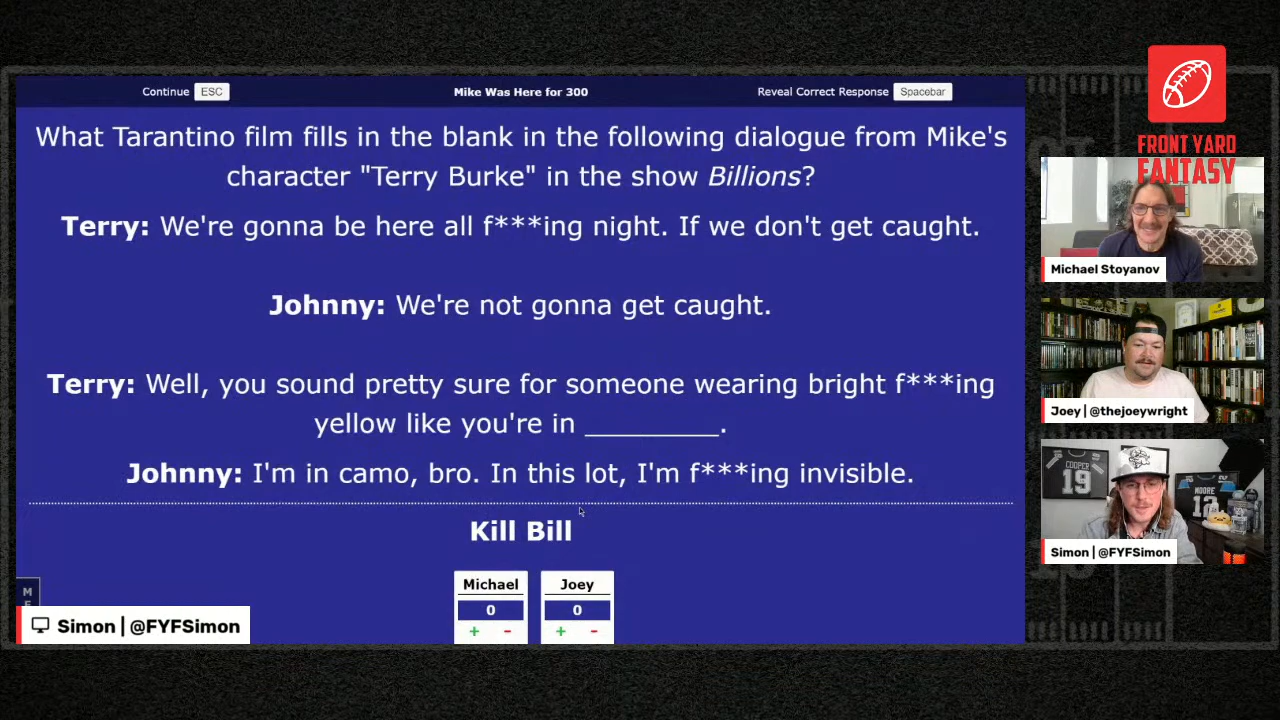 Continue ESC
Mike Was Here for 300
Reveal Correct Response Spacebar
What Tarantino film fills in the blank in the following dialogue from Mike's
character "Terry Burke" in the show Billions?
Terry: We're gonna be here all f***ing night. If we don't get caught.
Johnny: We're not gonna get caught.
Terry: Well, you sound pretty sure for someone wearing bright f***ing
yellow like you're in _________.
Johnny: I'm in camo, bro. In this lot, I'm f***ing invisible.
Kill Bill
Michael
0
+ -
Joey
0
+ -
M
Simon | @FYFSimon
FRONT YARD
FANTASY
Michael Stoyanov
Joey | @thejoeywright
COOPER
19
MOORE
12
Simon | @FYFSimon